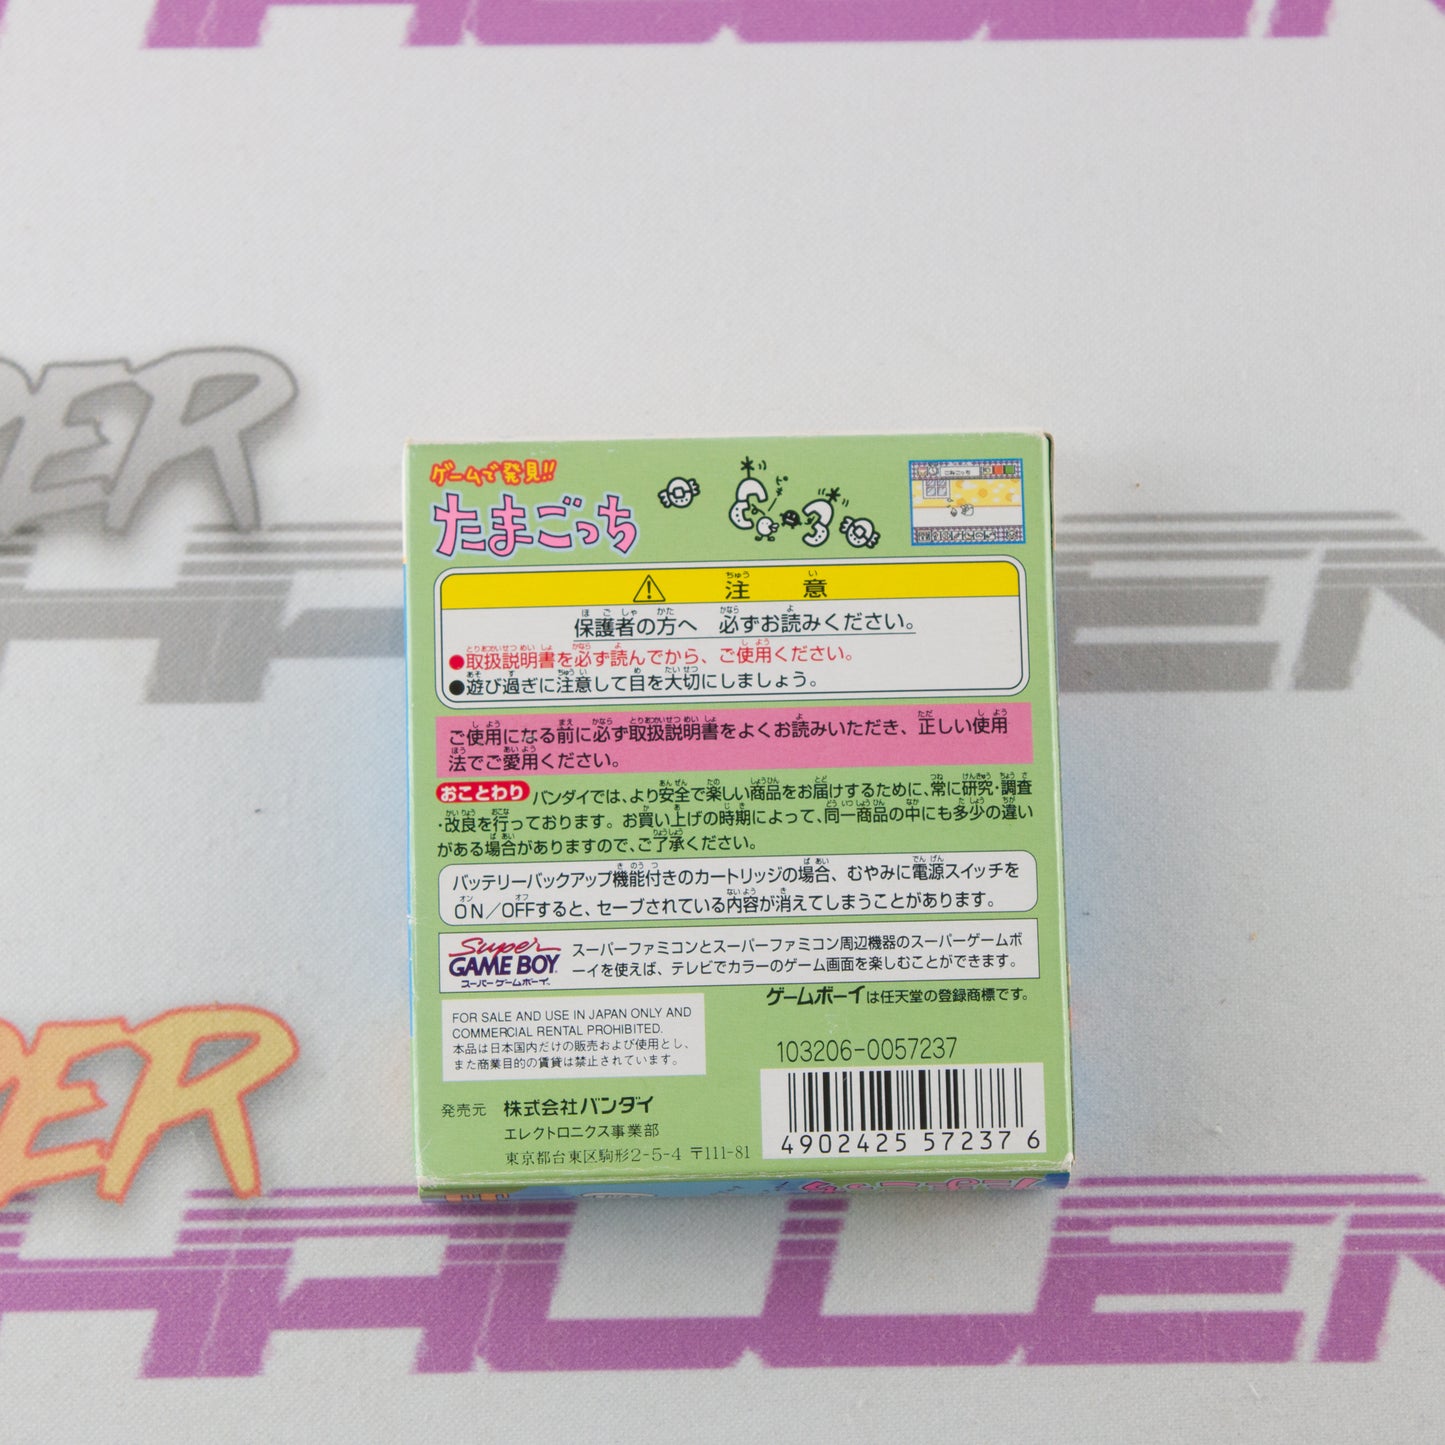 ゲームで発見!!
たまごっち
注意
保護者の方へ 必ずお読みください。
●取扱説明書を必ず読んでから、ご使用ください。
●遊び過ぎに注意して目を大切にしましょう。
ご使用になる前に必ず取扱説明書をよくお読みいただき、正しい使用
法でご愛用ください。
おことわり バンダイでは、より安全で楽しい商品をお届けするために、常に研究・調査
・改良を行っております。お買い上げの時期によって、同一商品の中にも多少の違い
がある場合がありますので、ご了承ください。
バッテリーバックアップ機能付きのカートリッジの場合、むやみに電源スイッチを
ON/OFFすると、セーブされている内容が消えてしまうことがあります。
Super
GAME BOY
スーパーゲームボーイ
スーパーファミコンとスーパーファミコン周辺機器のスーパーゲームボ
ーイを使えば、テレビでカラーのゲーム画面を楽しむことができます。
ゲームボーイは任天堂の登録商標です。
FOR SALE AND USE IN JAPAN ONLY AND
COMMERCIAL RENTAL PROHIBITED.
本品は日本国内だけの販売および使用とし、
また商業目的の賃貸は禁止されています。
103206-0057237
4902425 572376
発売元 株式会社バンダイ
エレクトロニクス事業部
東京都台東区駒形2-5-4 〒111-81